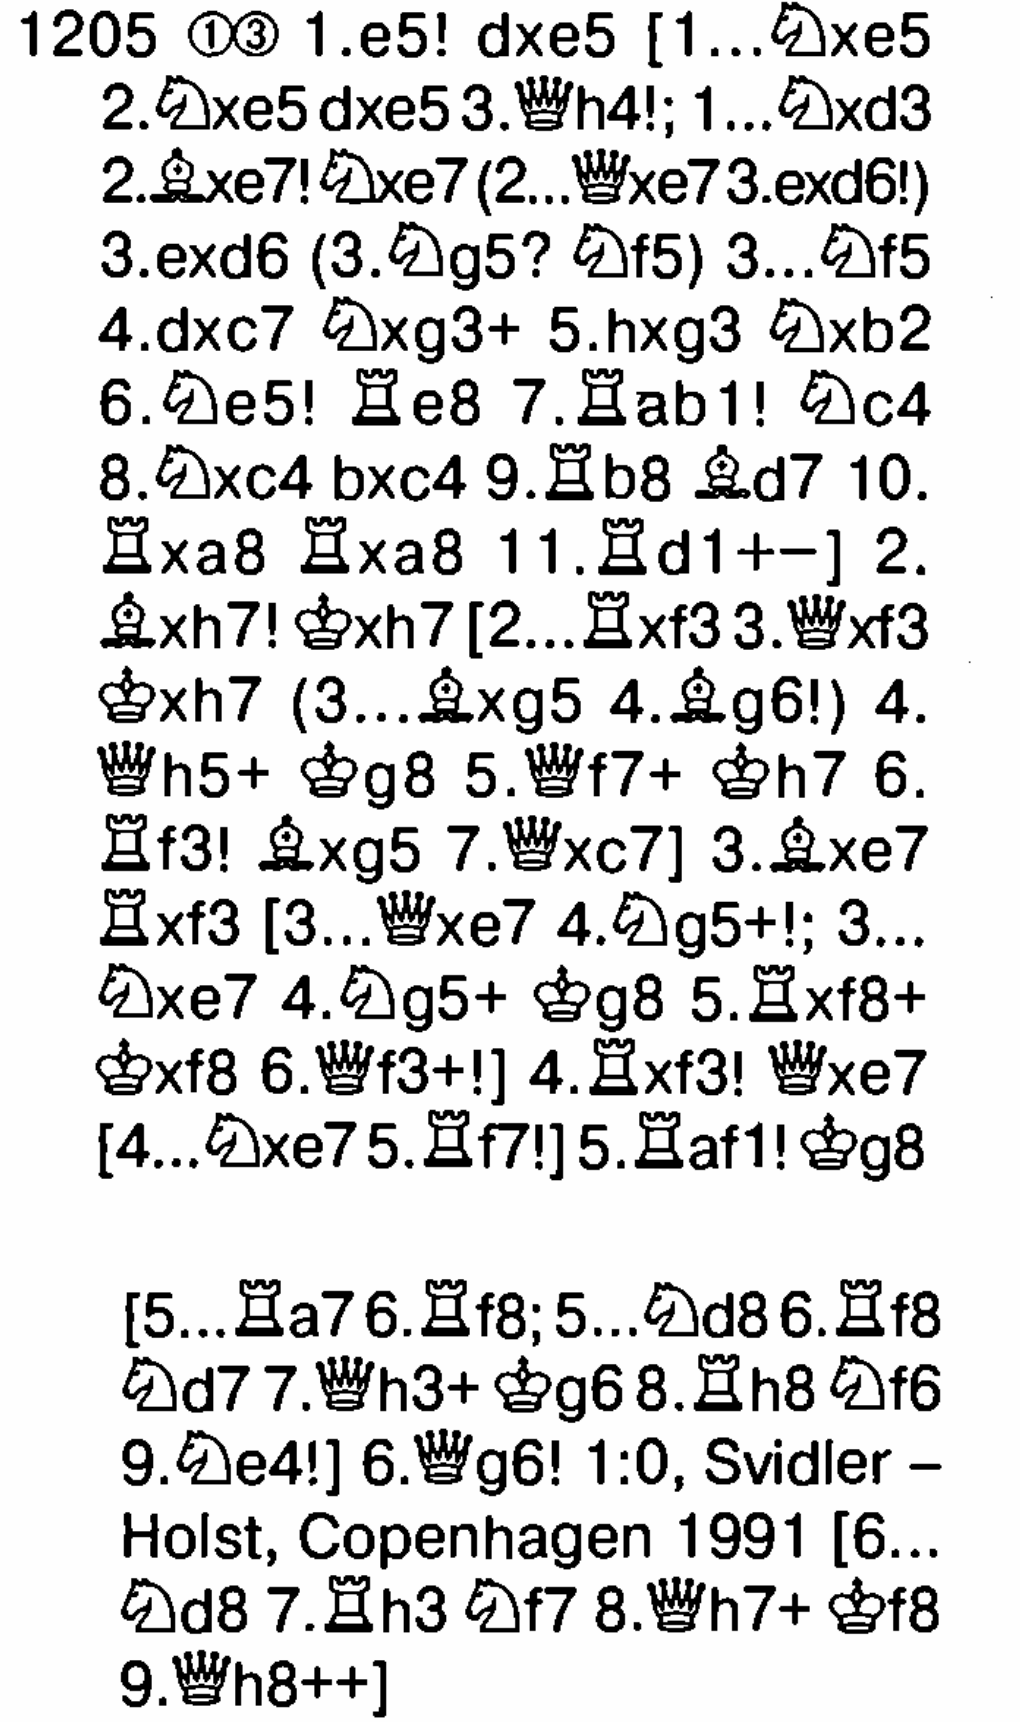 1205 ①③ 1.e5! dxe5 [1...♘xe5
2.♘xe5 dxe5 3.♕h4!; 1...♘xd3
2.♗xe7! ♘xe7 (2...♕xe7 3.exd6!)
3.exd6 (3.♘g5? ♘f5) 3...♘f5
4.dxc7 ♘xg3+ 5.hxg3 ♘xb2
6.♘e5! ♖e8 7.♖ab1! ♘c4
8.♘xc4 bxc4 9.♖b8 ♗d7 10.
♖xa8 ♖xa8 11.♖d1+−] 2.
♗xh7! ♔xh7 [2...♖xf3 3.♕xf3
♔xh7 (3...♗xg5 4.♗g6!) 4.
♕h5+ ♔g8 5.♕f7+ ♔h7 6.
♖f3! ♗xg5 7.♕xc7] 3.♗xe7
♖xf3 [3...♕xe7 4.♘g5+!; 3...
♘xe7 4.♘g5+ ♔g8 5.♖xf8+
♔xf8 6.♕f3+!] 4.♖xf3! ♕xe7
[4...♘xe7 5.♖f7!] 5.♖af1! ♔g8
[5...♖a7 6.♖f8; 5...♘d8 6.♖f8
♘d7 7.♕h3+ ♔g6 8.♖h8 ♘f6
9.♘e4!] 6.♕g6! 1:0, Svidler –
Holst, Copenhagen 1991 [6...
♘d8 7.♖h3 ♘f7 8.♕h7+ ♔f8
9.♕h8++]